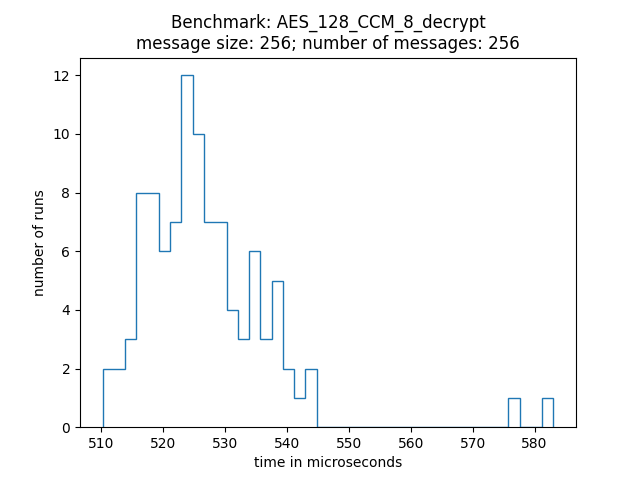 Benchmark: AES_128_CCM_8_decrypt
message size: 256; number of messages: 256
12
10
8
6
4
2
0
number of runs
510 520 530 540 550 560 570 580
time in microseconds